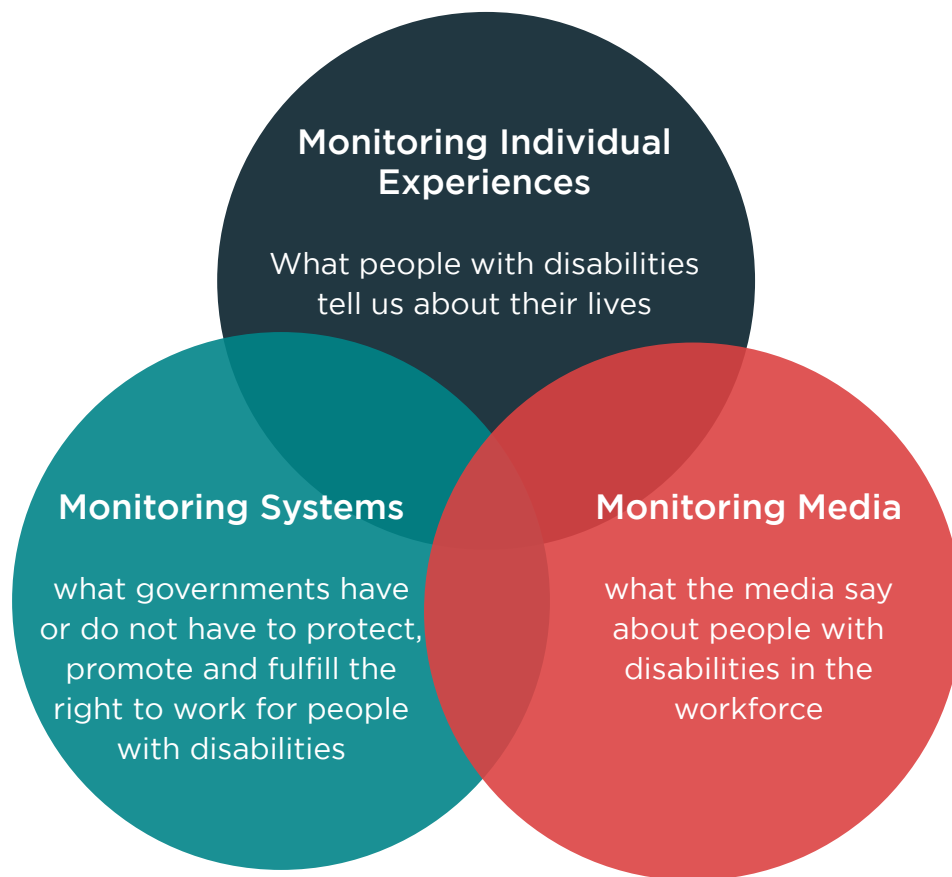 Monitoring Individual
Experiences
What people with disabilities
tell us about their lives
Monitoring Systems
what governments have
or do not have to protect,
promote and fulfill the
right to work for people
with disabilities
Monitoring Media
what the media say
about people with
disabilities in the
workforce